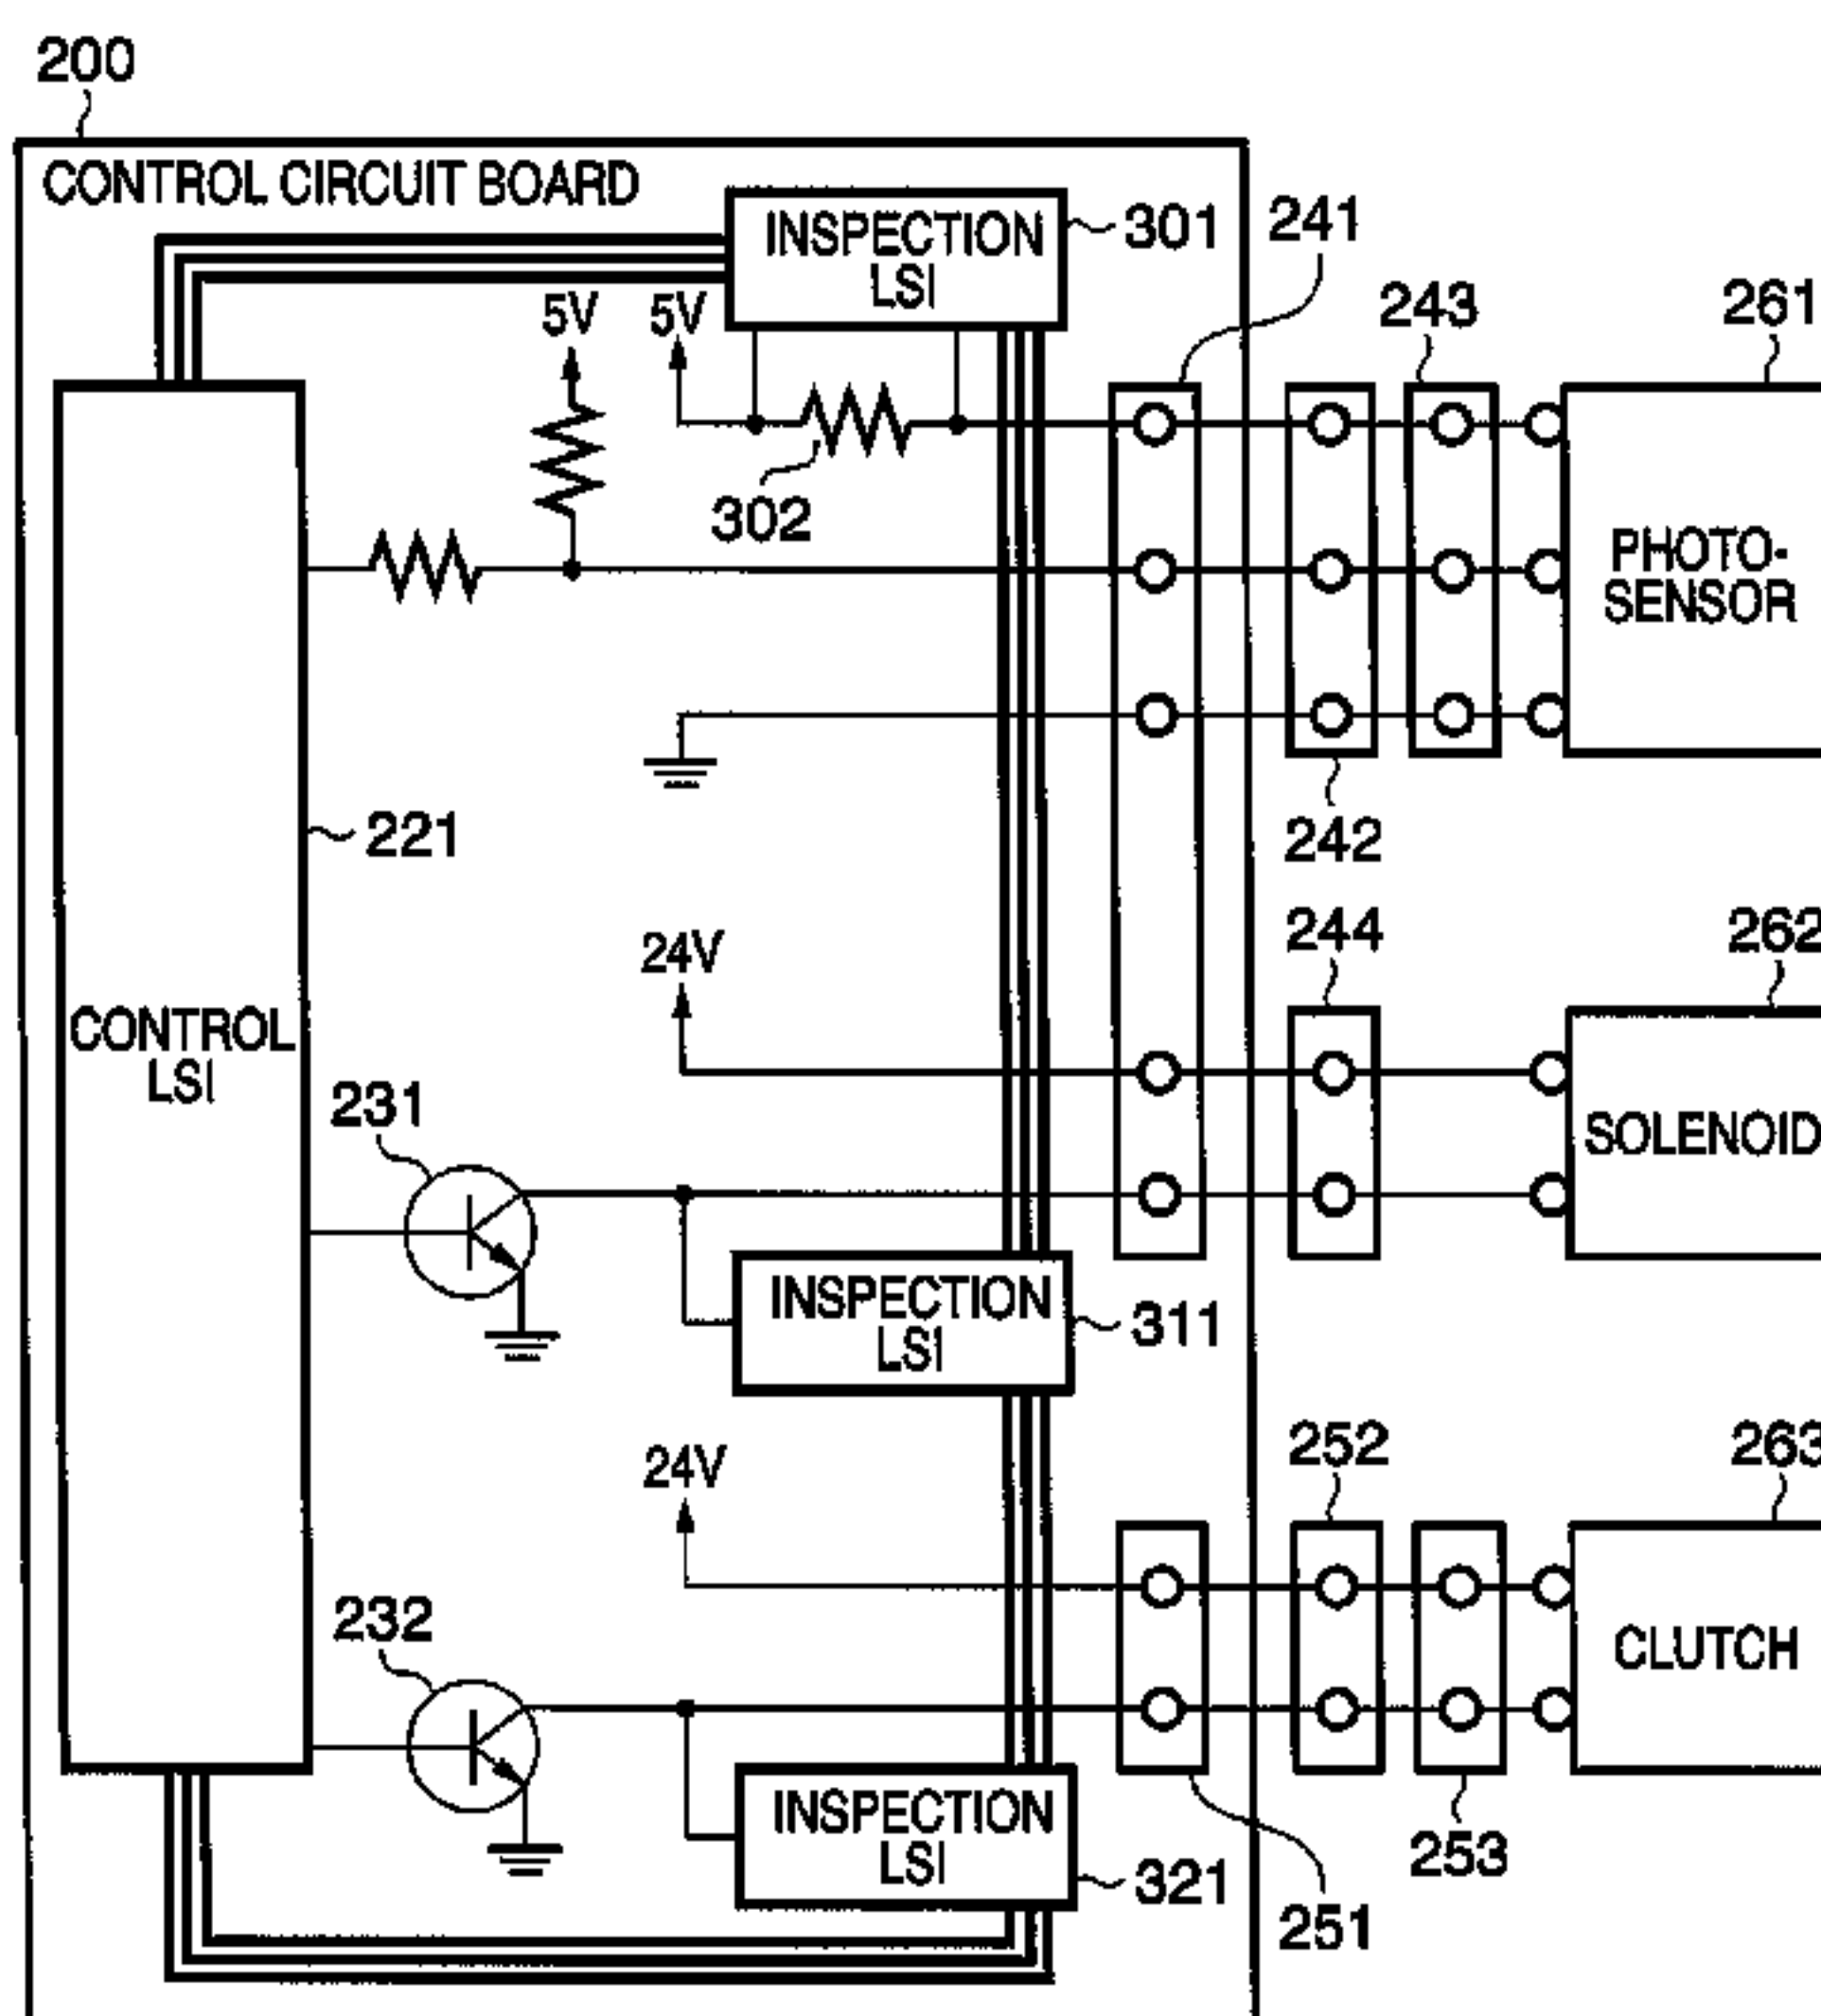 200
CONTROL CIRCUIT BOARD
INSPECTION
LSI
301
241
243
261
5V
5V
302
PHOTO-
SENSOR
242
221
244
262
24V
CONTROL
LSI
231
SOLENOID
INSPECTION
LSI
311
252
263
24V
232
CLUTCH
INSPECTION
LSI
321
253
251